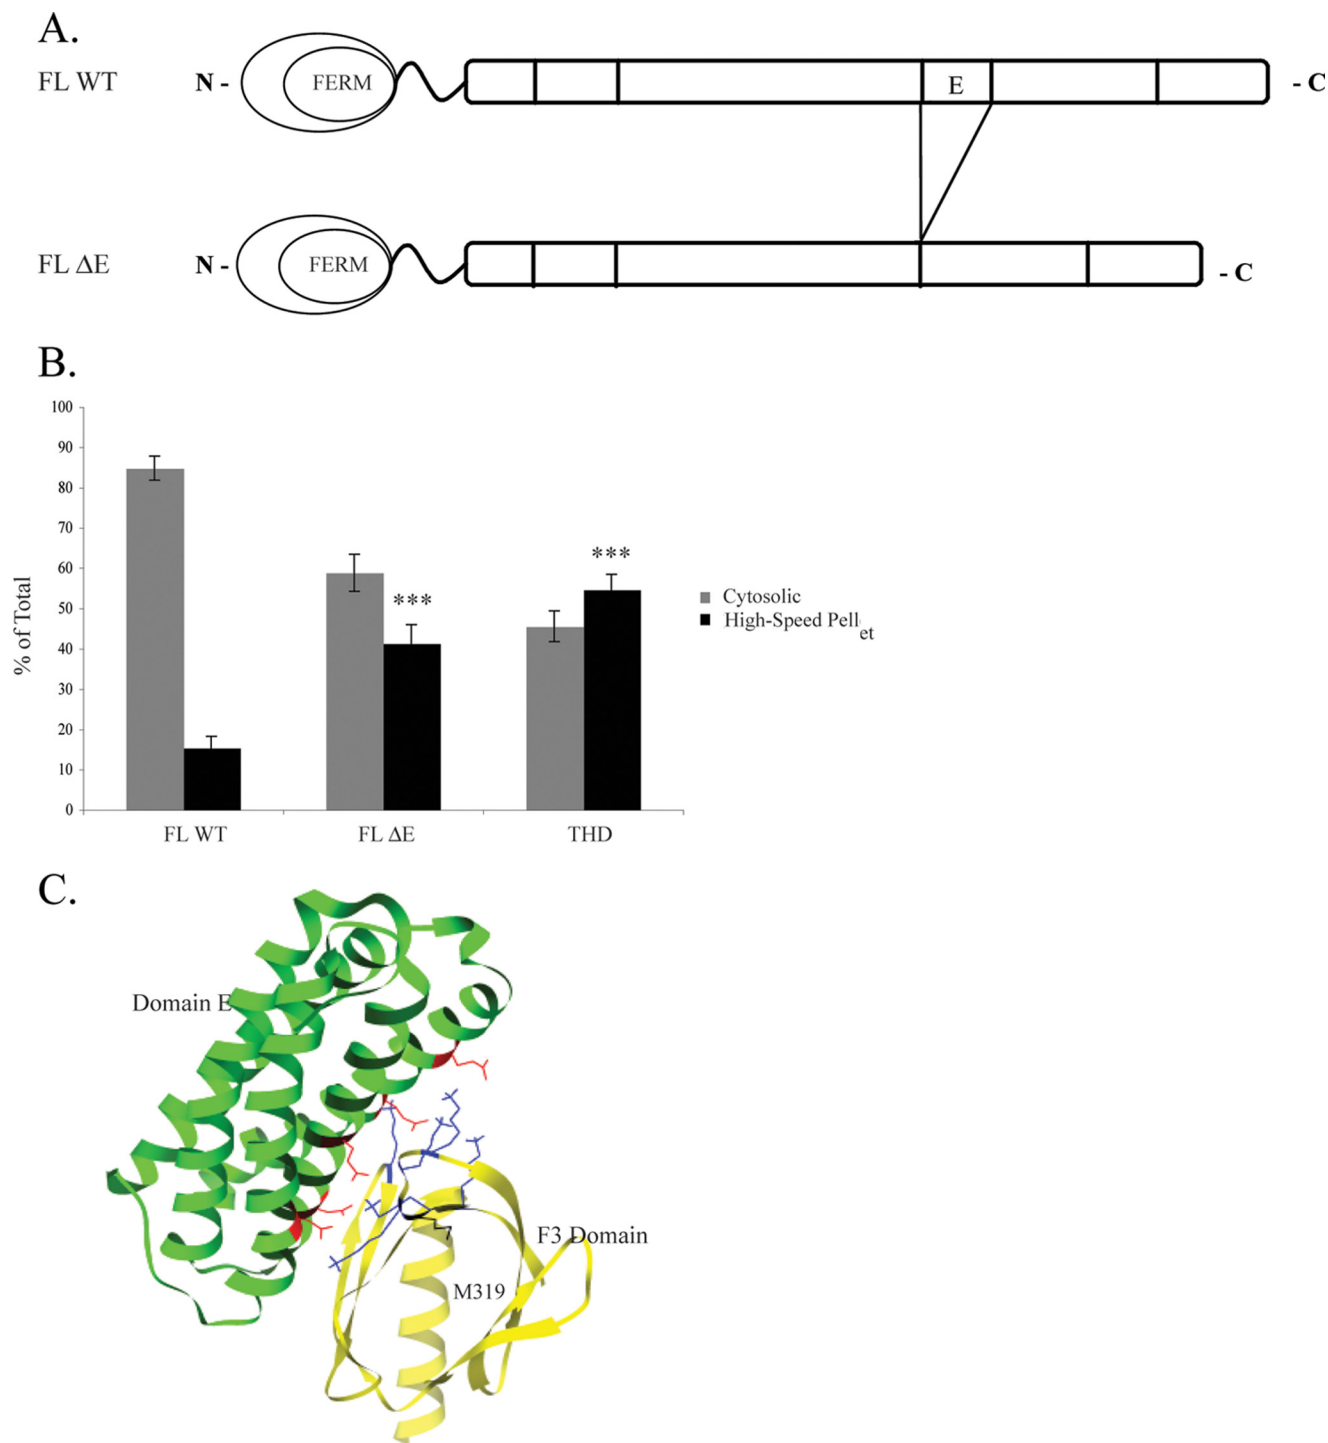 A.
FL WT
N -
FERM
E
- C
FL ΔE
N -
FERM
- C
B.
% of Total
100
90
80
70
60
50
40
30
20
10
0
***
***
FL WT
FL ΔE
THD
Cytosolic
High-Speed Pellet
C.
Domain E
F3 Domain
M319